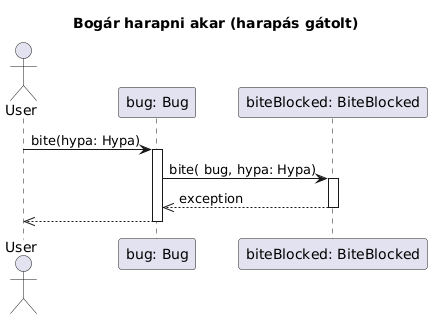 Bogár harapni akar (harapás gátolt)
User
bug: Bug
biteBlocked: BiteBlocked
bite(hypa: Hypa)
bite( bug, hypa: Hypa)
exception
User
bug: Bug
biteBlocked: BiteBlocked